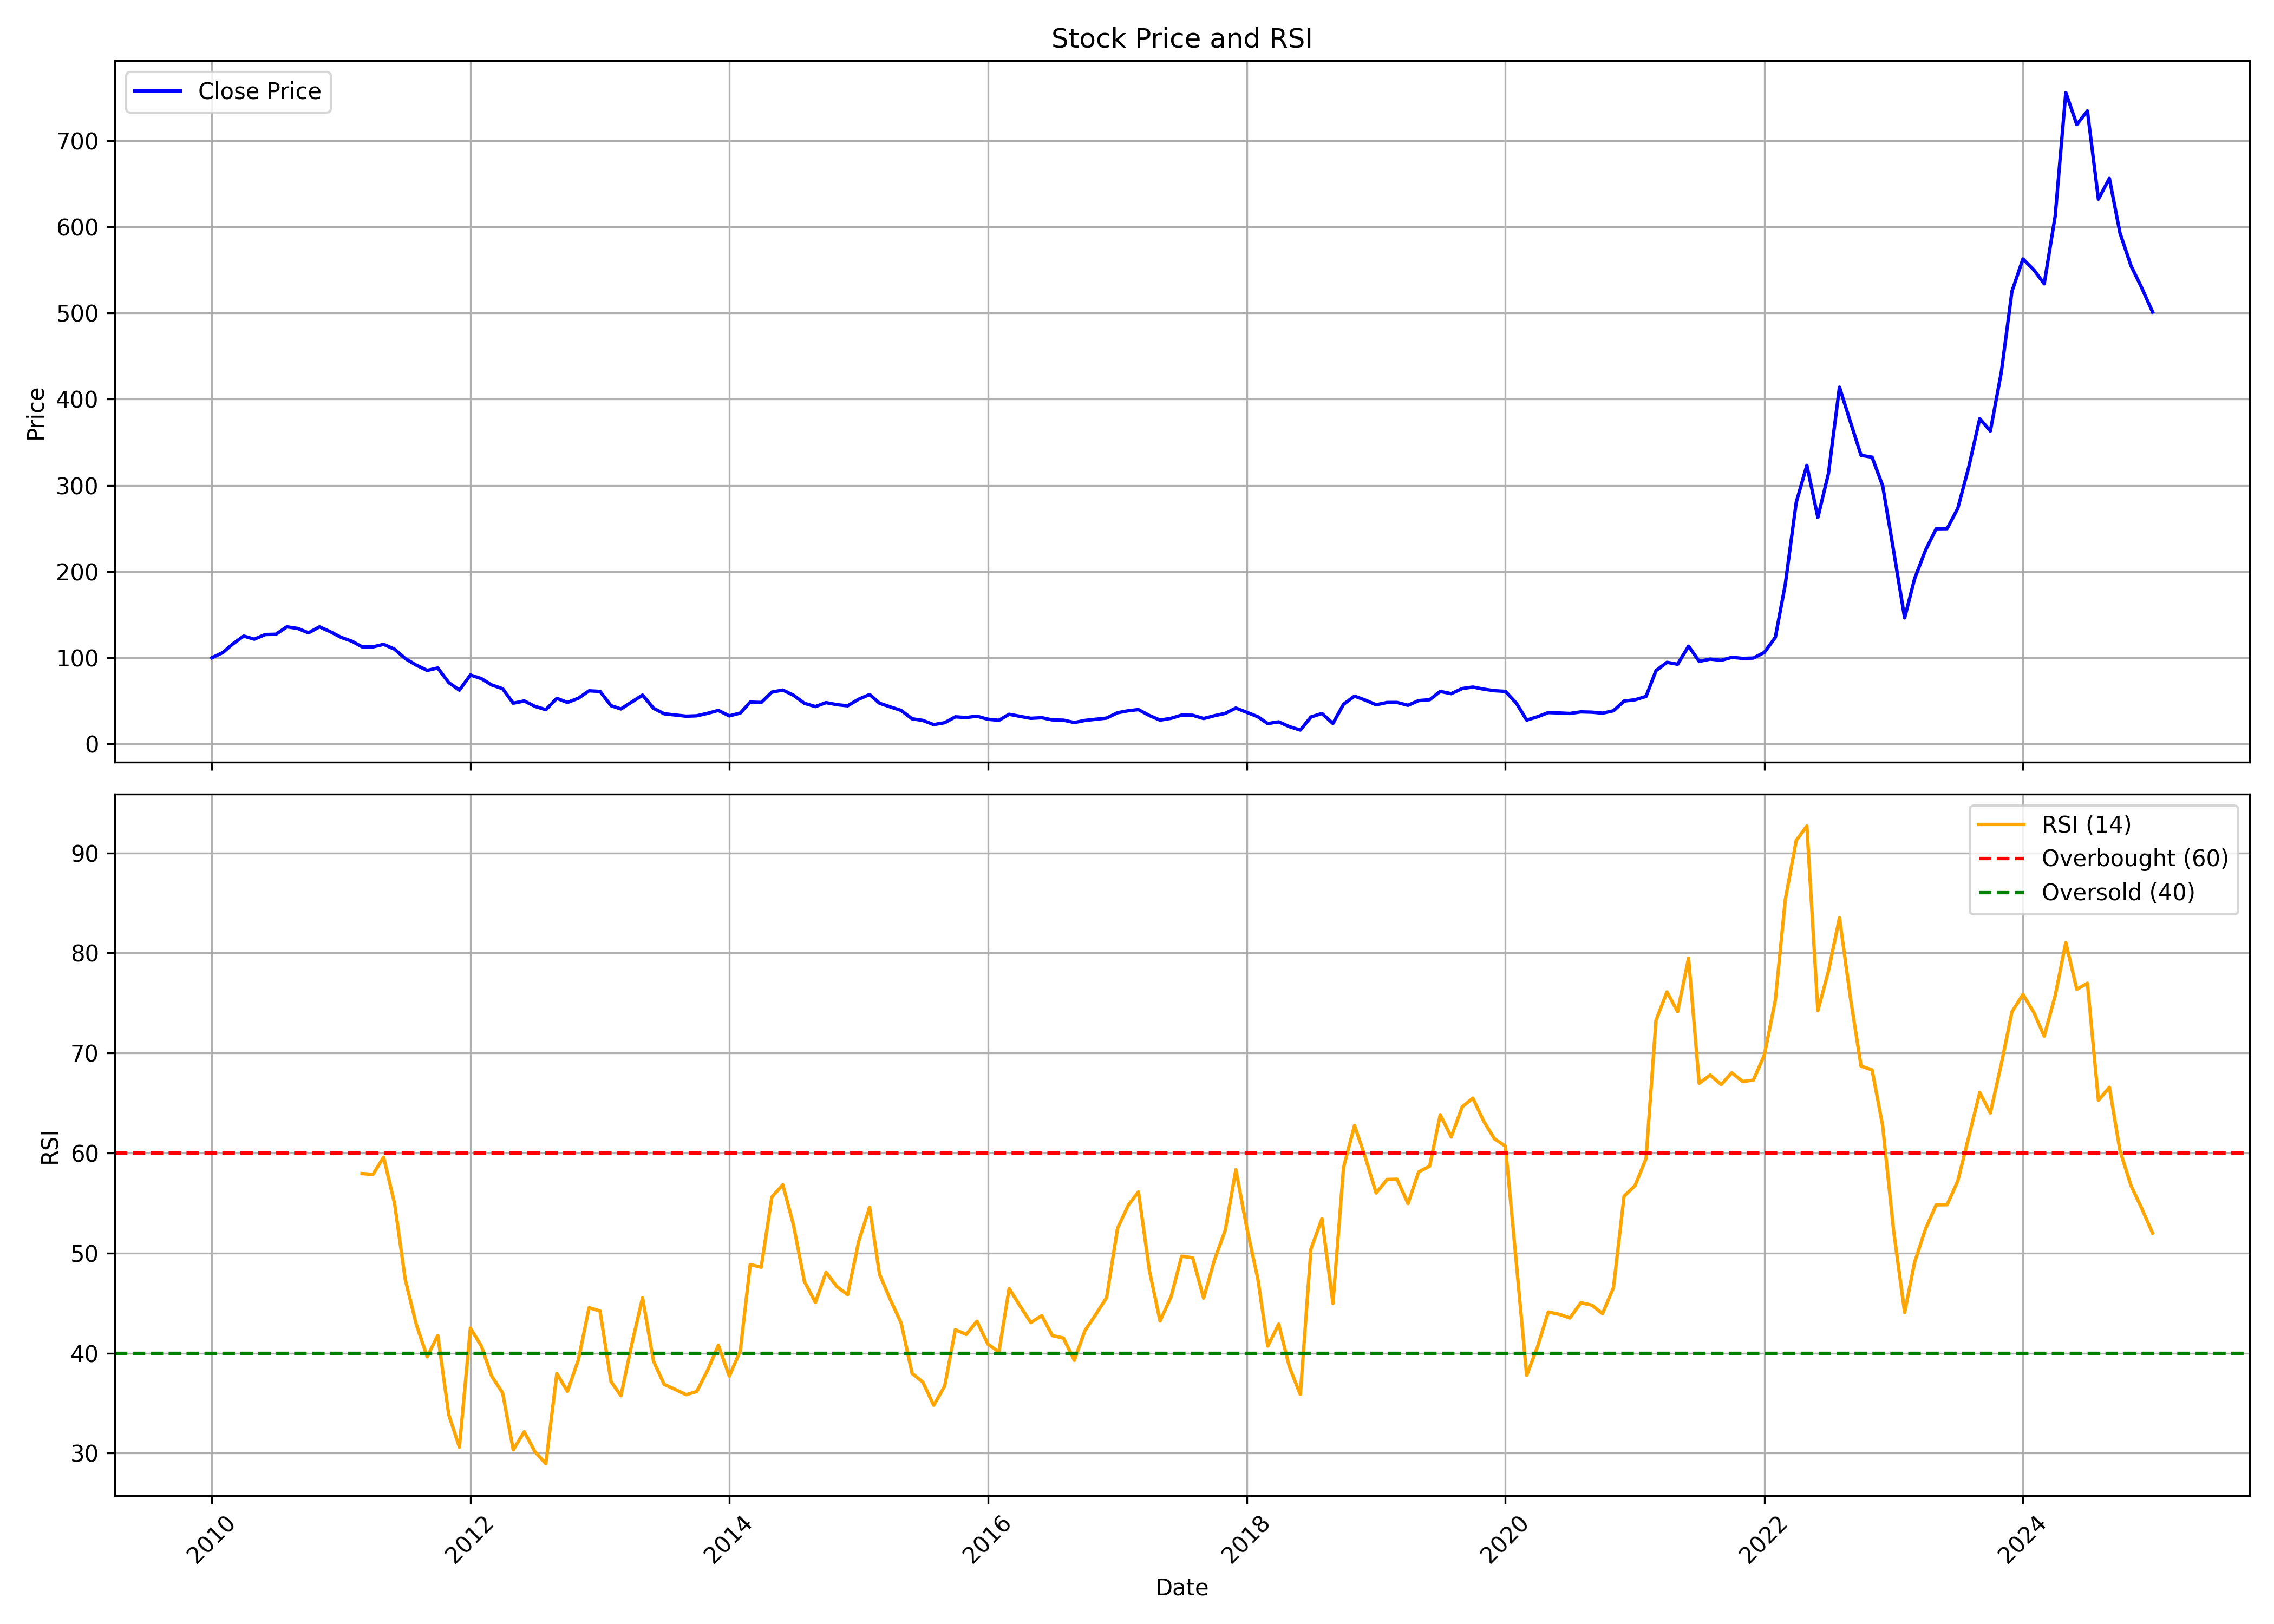 Stock Price and RSI
Close Price
Price
700
600
500
400
300
200
100
0
RSI (14)
Overbought (60)
Oversold (40)
RSI
90
80
70
60
50
40
30
2010
2012
2014
2016
2018
2020
2022
2024
Date